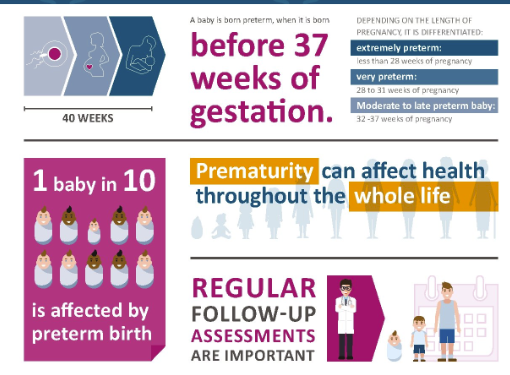 A baby is born preterm, when it is born
before 37
weeks of
gestation.
DEPENDING ON THE LENGTH OF
PREGNANCY, IT IS DIFFERENTIATED:
extremely preterm:
less than 28 weeks of pregnancy
very preterm:
28 to 31 weeks of pregnancy
Moderate to late preterm baby:
32 -37 weeks of pregnancy
40 WEEKS
1 baby in 10
is affected by
preterm birth
Prematurity can affect health
throughout the whole life
REGULAR
FOLLOW-UP
ASSESSMENTS
ARE IMPORTANT